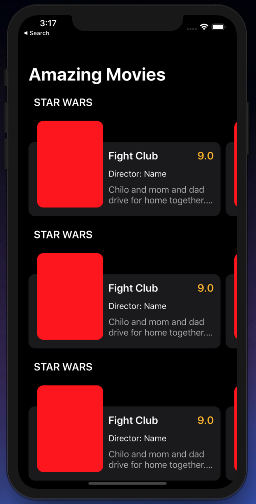 3:17
Search
Amazing Movies
STAR WARS
Fight Club 9.0
Director: Name
Chilo and mom and dad
drive for home together....
STAR WARS
Fight Club 9.0
Director: Name
Chilo and mom and dad
drive for home together....
STAR WARS
Fight Club 9.0
Director: Name
Chilo and mom and dad
drive for home together....